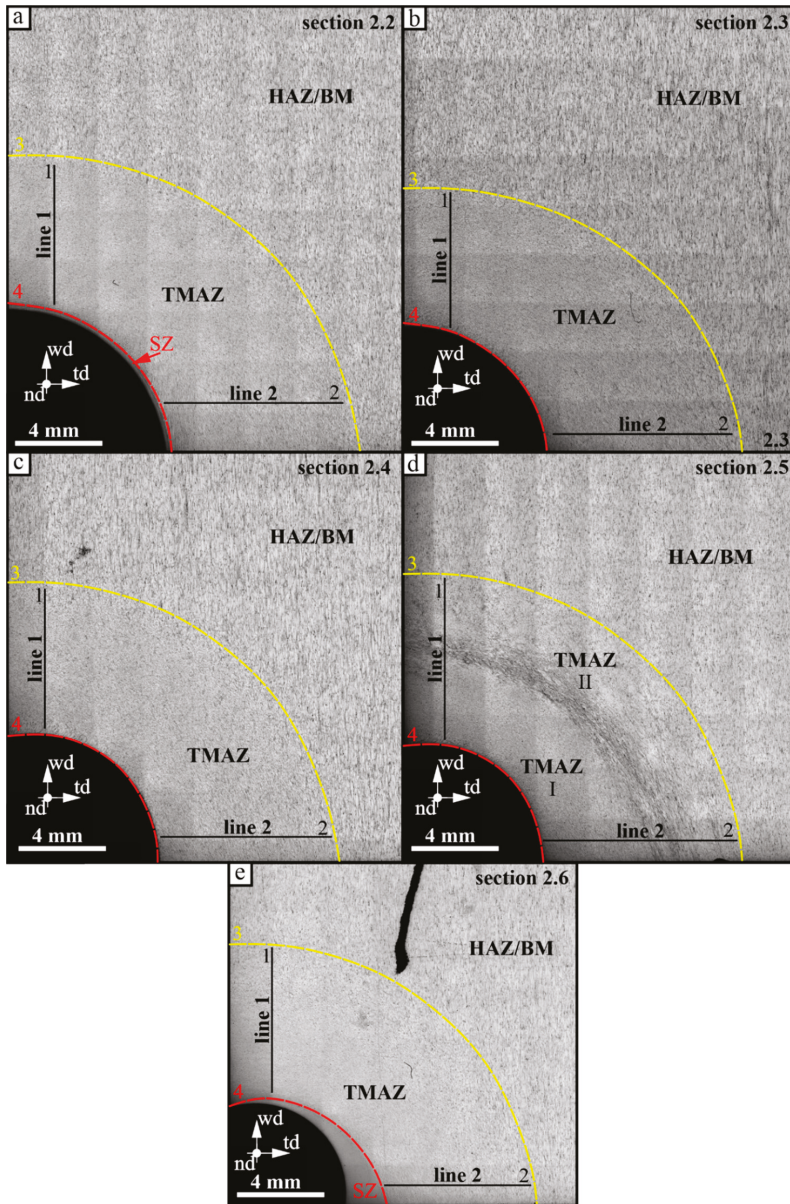 a
section 2.2
HAZ/BM
3
1
line 1
TMAZ
4
SZ
wd
td
nd
line 2
2
4 mm
b
section 2.3
HAZ/BM
3
1
line 1
TMAZ
4
wd
td
nd
line 2
2
4 mm
2.3
c
section 2.4
HAZ/BM
3
1
line 1
4
TMAZ
wd
td
nd
line 2
2
4 mm
d
section 2.5
HAZ/BM
3
1
line 1
TMAZ
II
4
TMAZ
I
wd
td
nd
line 2
2
4 mm
e
section 2.6
HAZ/BM
3
1
line 1
TMAZ
4
wd
td
nd
line 2
2
4 mm
SZ